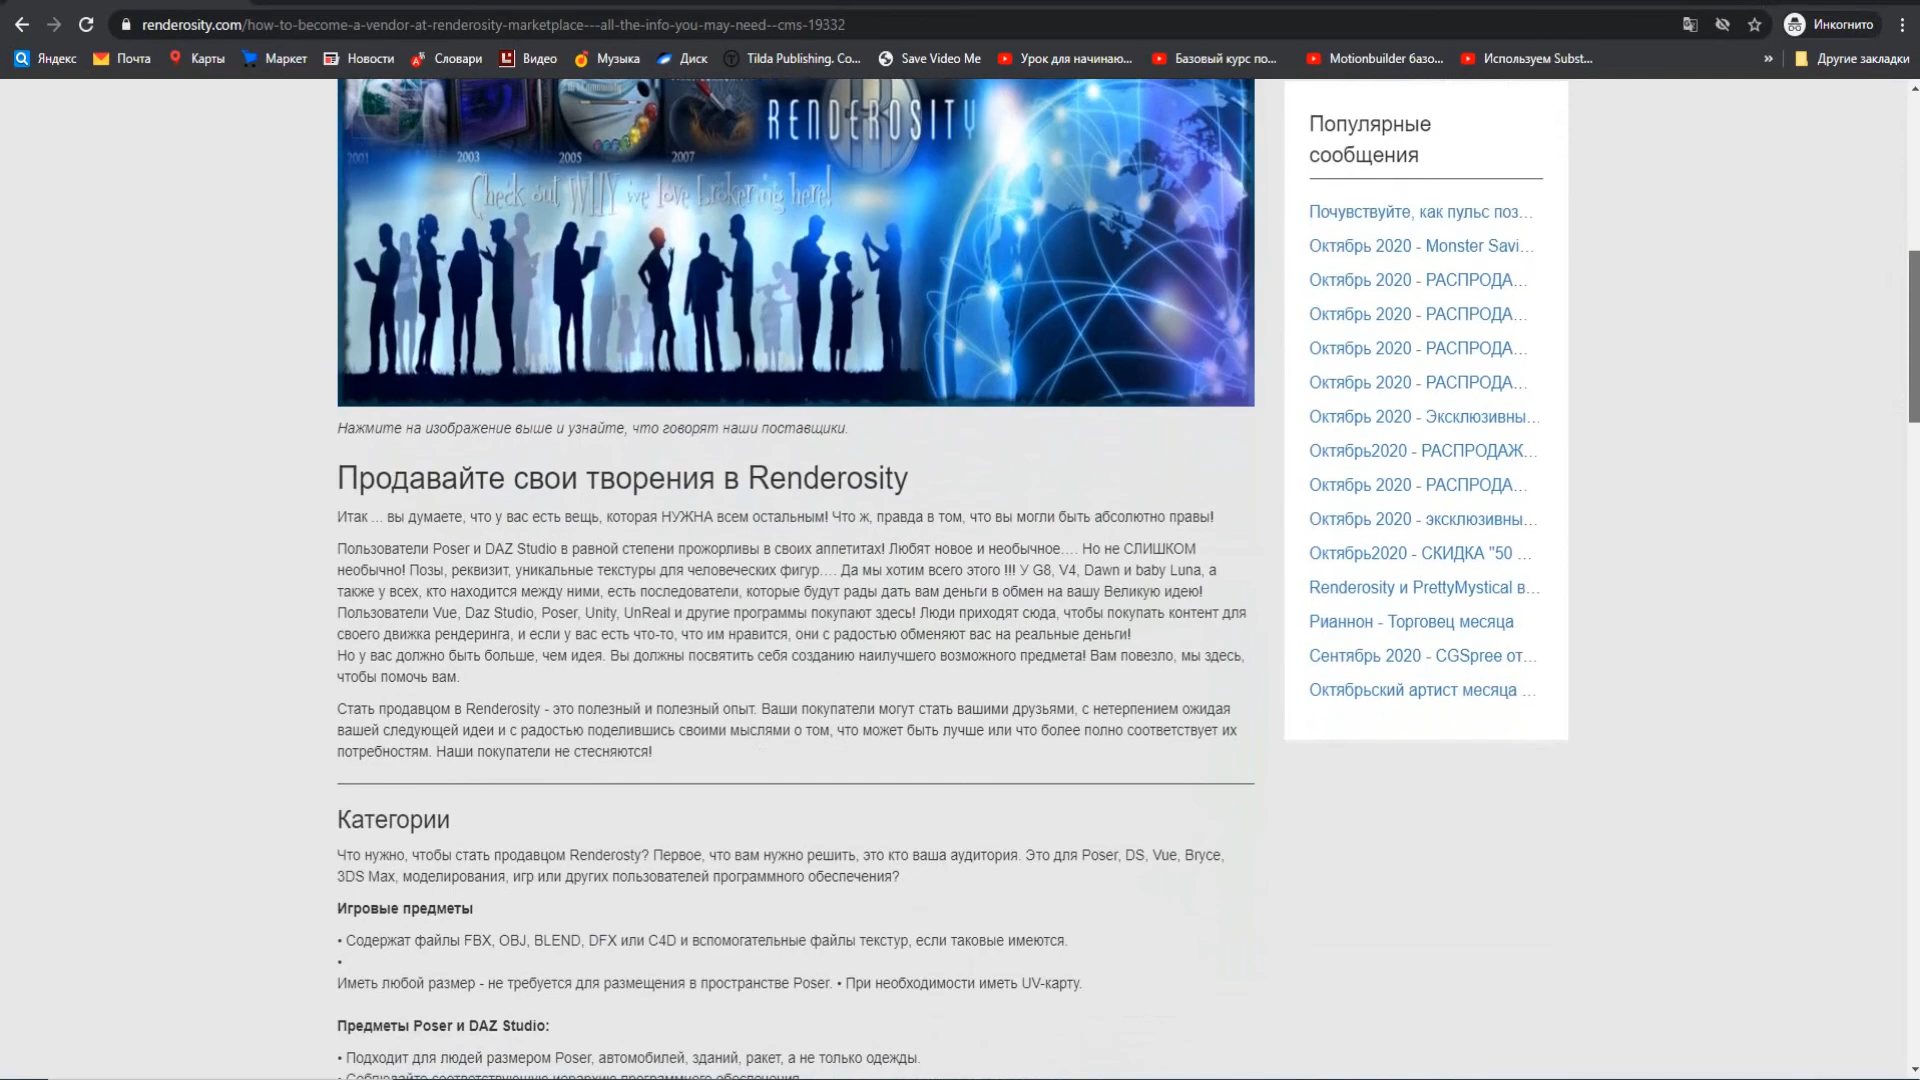 renderosity.com/how-to-become-a-vendor-at-renderosity-marketplace---all-the-info-you-may-need--cms-19332
Инкогнито
Яндекс Почта Карты Маркет Новости Словари Видео Музыка Диск Tilda Publishing. Co... Save Video Me Урок для начинаю... Базовый курс по... Motionbuilder базо... Используем Subst... » Другие закладки
RENDEROSITY
2001 2003 2005 2007
Check out WHY we love Brokering here!
Нажмите на изображение выше и узнайте, что говорят наши поставщики.
Продавайте свои творения в Renderosity
Итак ... вы думаете, что у вас есть вещь, которая НУЖНА всем остальным! Что ж, правда в том, что вы могли быть абсолютно правы!
Пользователи Poser и DAZ Studio в равной степени прожорливы в своих аппетитах! Любят новое и необычное.... Но не СЛИШКОМ
необычно! Позы, реквизит, уникальные текстуры для человеческих фигур.... Да мы хотим всего этого !!! У G8, V4, Dawn и baby Luna, а
также у всех, кто находится между ними, есть последователи, которые будут рады дать вам деньги в обмен на вашу Великую идею!
Пользователи Vue, Daz Studio, Poser, Unity, UnReal и другие программы покупают здесь! Люди приходят сюда, чтобы покупать контент для
своего движка рендеринга, и если у вас есть что-то, что им нравится, они с радостью обменяют вас на реальные деньги!
Но у вас должно быть больше, чем идея. Вы должны посвятить себя созданию наилучшего возможного предмета! Вам повезло, мы здесь,
чтобы помочь вам.
Стать продавцом в Renderosity - это полезный и полезный опыт. Ваши покупатели могут стать вашими друзьями, с нетерпением ожидая
вашей следующей идеи и с радостью поделившись своими мыслями о том, что может быть лучше или что более полно соответствует их
потребностям. Наши покупатели не стесняются!
Категории
Что нужно, чтобы стать продавцом Renderosty? Первое, что вам нужно решить, это кто ваша аудитория. Это для Poser, DS, Vue, Bryce,
3DS Max, моделирования, игр или других пользователей программного обеспечения?
Игровые предметы
• Содержат файлы FBX, OBJ, BLEND, DFX или C4D и вспомогательные файлы текстур, если таковые имеются.
•
Иметь любой размер - не требуется для размещения в пространстве Poser. • При необходимости иметь UV-карту.
Предметы Poser и DAZ Studio:
• Подходит для людей размером Poser, автомобилей, зданий, ракет, а не только одежды.
• Соблюдайте соответствующую иерархию программного обеспечения
Популярные
сообщения
Почувствуйте, как пульс поз...
Октябрь 2020 - Monster Savi...
Октябрь 2020 - РАСПРОДА...
Октябрь 2020 - РАСПРОДА...
Октябрь 2020 - РАСПРОДА...
Октябрь 2020 - РАСПРОДА...
Октябрь 2020 - Эксклюзивны...
Октябрь2020 - РАСПРОДАЖ...
Октябрь 2020 - РАСПРОДА...
Октябрь 2020 - эксклюзивны...
Октябрь2020 - СКИДКА "50 ...
Renderosity и PrettyMystical в...
Рианнон - Торговец месяца
Сентябрь 2020 - CGSpree от...
Октябрьский артист месяца ...